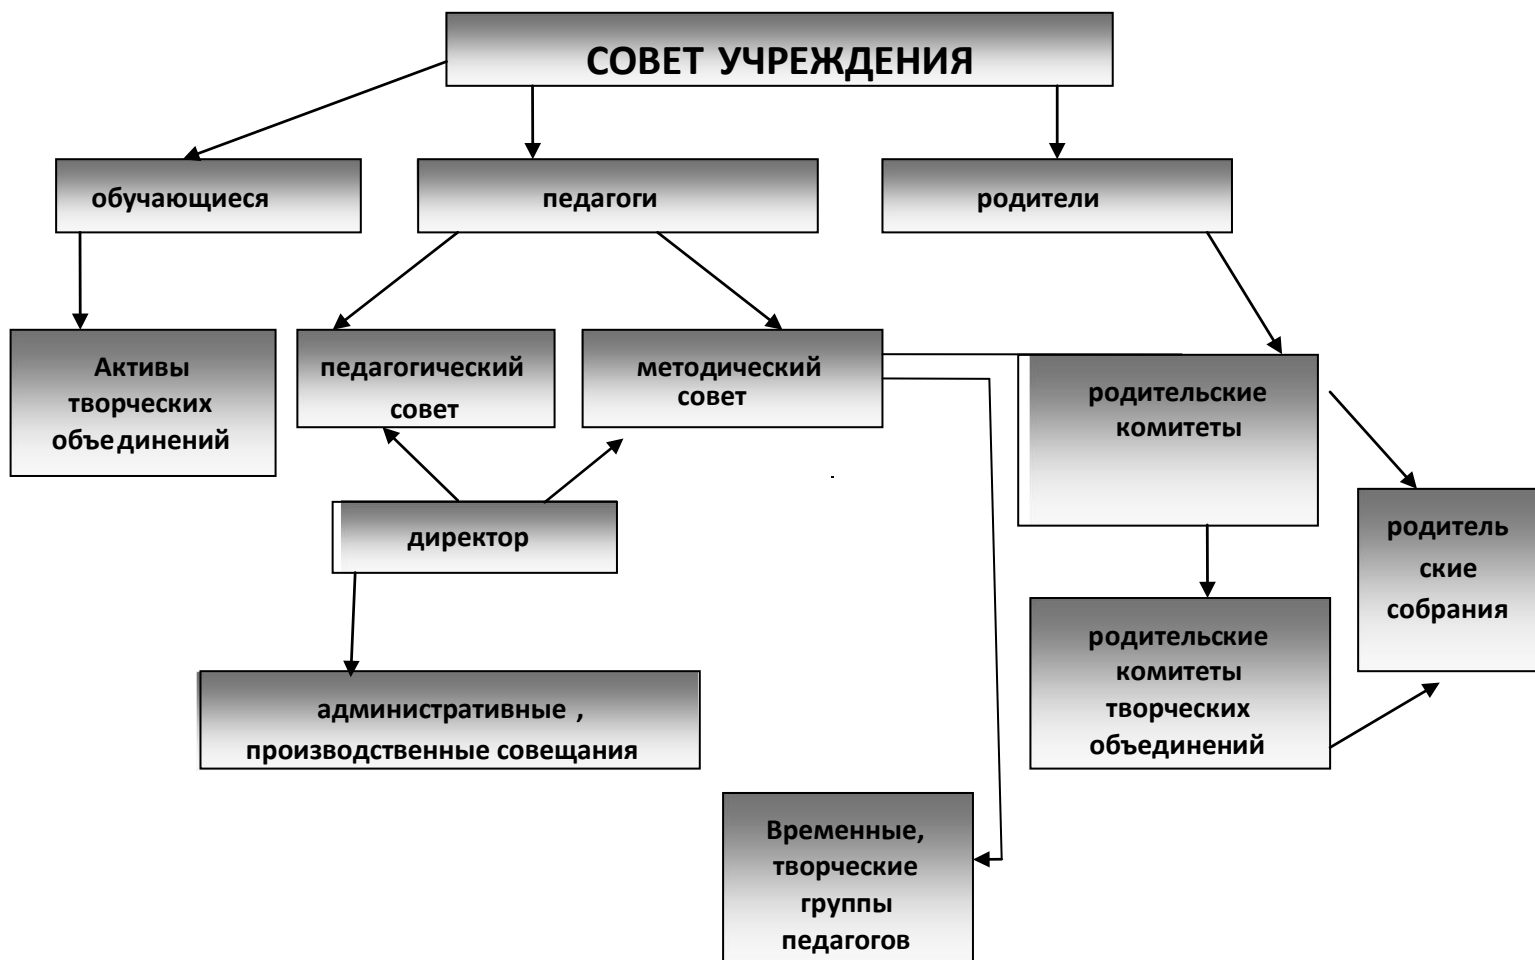 СОВЕТ УЧРЕЖДЕНИЯ
обучающиеся
педагоги
родители
Активы
творческих
объединений
педагогический
совет
методический
совет
родительские
комитеты
директор
родитель
ские
собрания
родительские
комитеты
творческих
объединений
административные ,
производственные совещания
Временные,
творческие
группы
педагогов